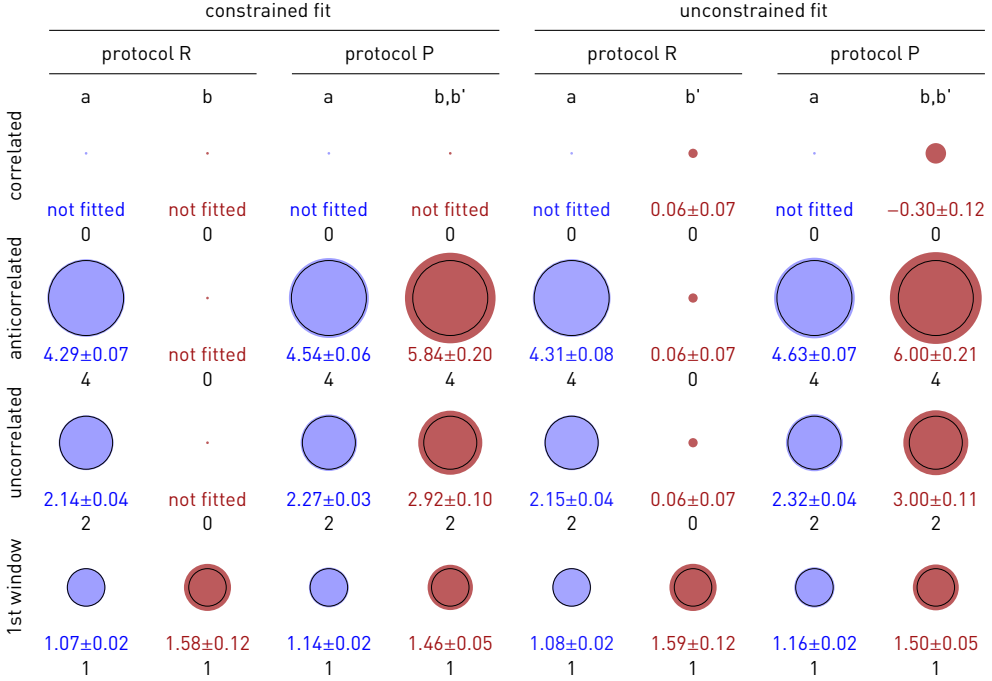 constrained fit unconstrained fit
protocol R protocol P protocol R protocol P
a b a b,b' a b' a b,b'
correlated
not fitted not fitted not fitted not fitted not fitted 0.06±0.07 not fitted −0.30±0.12
0 0 0 0 0 0 0 0
anticorrelated
4.29±0.07 not fitted 4.54±0.06 5.84±0.20 4.31±0.08 0.06±0.07 4.63±0.07 6.00±0.21
4 0 4 4 4 0 4 4
uncorrelated
2.14±0.04 not fitted 2.27±0.03 2.92±0.10 2.15±0.04 0.06±0.07 2.32±0.04 3.00±0.11
2 0 2 2 2 0 2 2
1st window
1.07±0.02 1.58±0.12 1.14±0.02 1.46±0.05 1.08±0.02 1.59±0.12 1.16±0.02 1.50±0.05
1 1 1 1 1 1 1 1